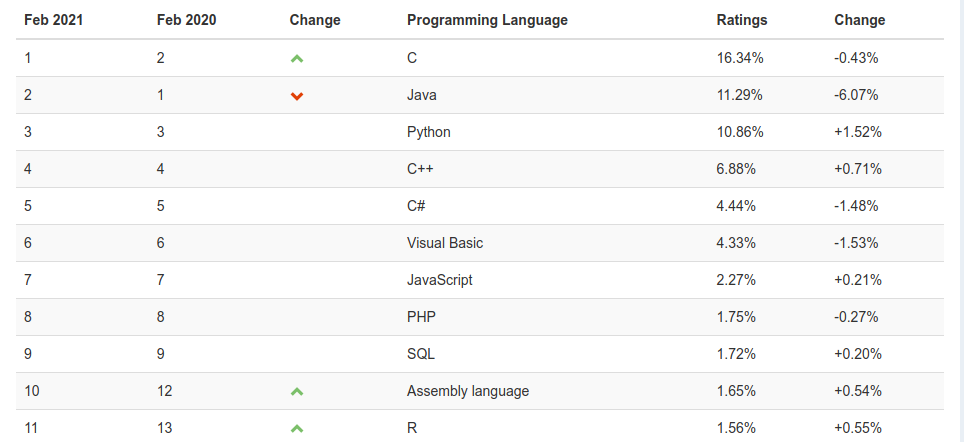 Feb 2021 Feb 2020 Change Programming Language Ratings Change
1 2 C 16.34% -0.43%
2 1 Java 11.29% -6.07%
3 3 Python 10.86% +1.52%
4 4 C++ 6.88% +0.71%
5 5 C# 4.44% -1.48%
6 6 Visual Basic 4.33% -1.53%
7 7 JavaScript 2.27% +0.21%
8 8 PHP 1.75% -0.27%
9 9 SQL 1.72% +0.20%
10 12 Assembly language 1.65% +0.54%
11 13 R 1.56% +0.55%